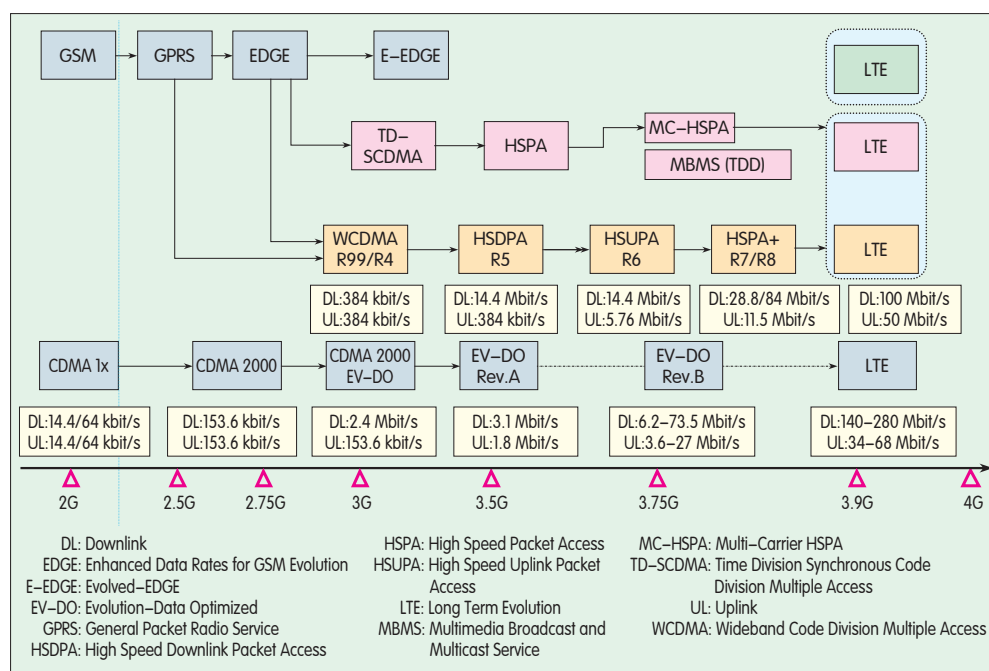 GSM
GPRS
EDGE
E-EDGE
LTE
TD-
SCDMA
HSPA
MC-HSPA
MBMS (TDD)
LTE
WCDMA
R99/R4
HSDPA
R5
HSUPA
R6
HSPA+
R7/R8
LTE
DL:384 kbit/s
UL:384 kbit/s
DL:14.4 Mbit/s
UL:384 kbit/s
DL:14.4 Mbit/s
UL:5.76 Mbit/s
DL:28.8/84 Mbit/s
UL:11.5 Mbit/s
DL:100 Mbit/s
UL:50 Mbit/s
CDMA 1x
CDMA 2000
CDMA 2000
EV-DO
EV-DO
Rev.A
EV-DO
Rev.B
LTE
DL:14.4/64 kbit/s
UL:14.4/64 kbit/s
DL:153.6 kbit/s
UL:153.6 kbit/s
DL:2.4 Mbit/s
UL:153.6 kbit/s
DL:3.1 Mbit/s
UL:1.8 Mbit/s
DL:6.2-73.5 Mbit/s
UL:3.6-27 Mbit/s
DL:140-280 Mbit/s
UL:34-68 Mbit/s
2G
2.5G
2.75G
3G
3.5G
3.75G
3.9G
4G
DL: Downlink
EDGE: Enhanced Data Rates for GSM Evolution
E-EDGE: Evolved-EDGE
EV-DO: Evolution-Data Optimized
GPRS: General Packet Radio Service
HSDPA: High Speed Downlink Packet Access
HSPA: High Speed Packet Access
HSUPA: High Speed Uplink Packet
Access
LTE: Long Term Evolution
MBMS: Multimedia Broadcast and
Multicast Service
MC-HSPA: Multi-Carrier HSPA
TD-SCDMA: Time Division Synchronous Code
Division Multiple Access
UL: Uplink
WCDMA: Wideband Code Division Multiple Access